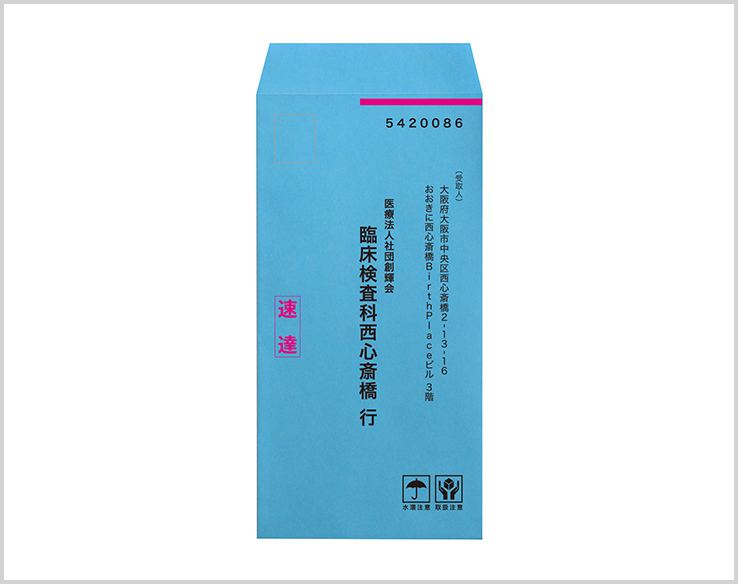 5420086
〔受取人〕
大阪府大阪市中央区西心斎橋2-13-16
おおきに西心斎橋BirthPlaceビル 3階
医療法人社団創輝会
臨床検査科西心斎橋 行
速達
水濡注意 取扱注意